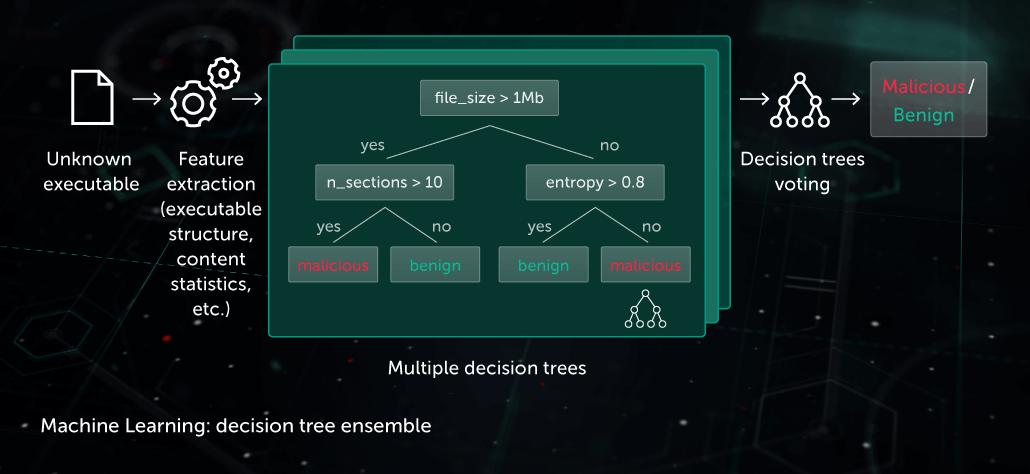 file_size > 1Mb
yes
no
n_sections > 10
entropy > 0.8
yes
no
yes
no
malicious
benign
benign
malicious
Unknown
executable
Feature
extraction
(executable
structure,
content
statistics,
etc.)
Multiple decision trees
Decision trees
voting
Malicious/
Benign
Machine Learning: decision tree ensemble